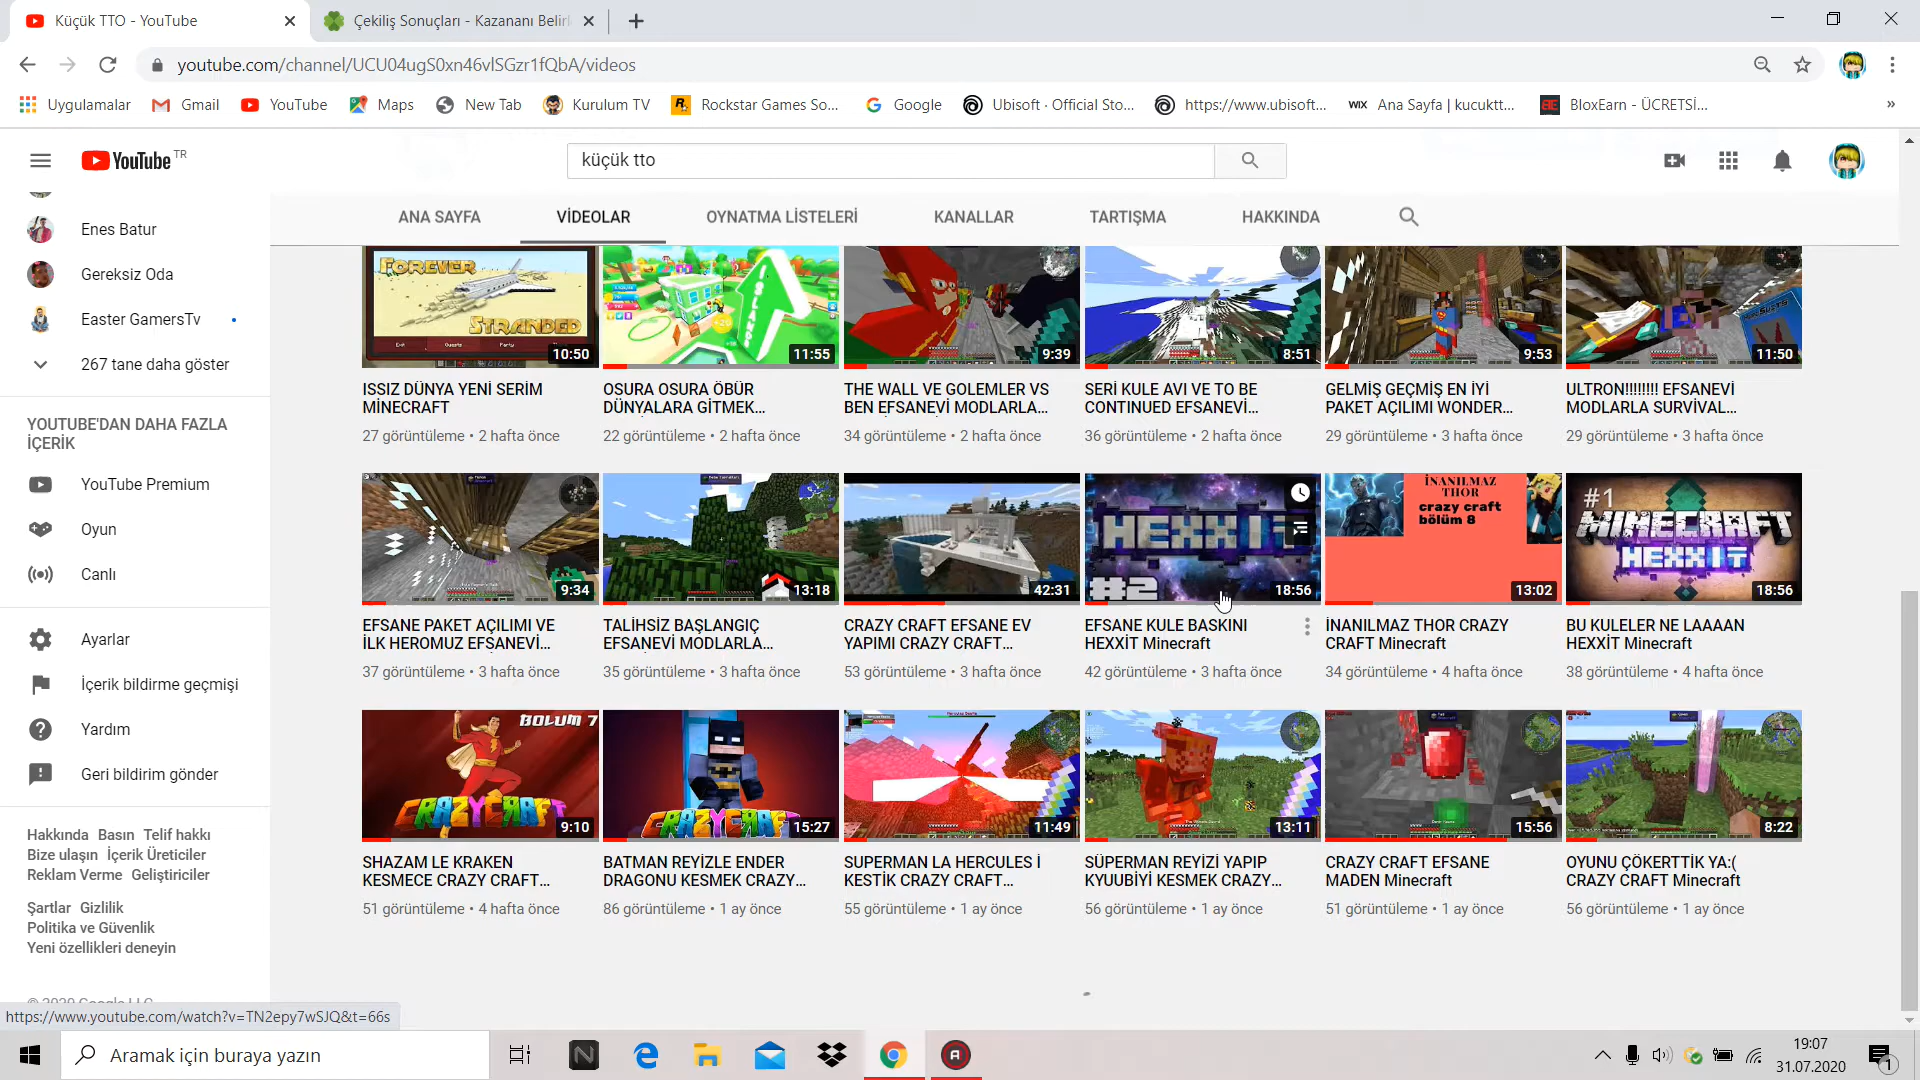 Küçük TTO - YouTube
Çekiliş Sonuçları - Kazananı Belirl
youtube.com/channel/UCU04ugS0xn46vlSGzr1fQbA/videos
Uygulamalar
Gmail
YouTube
Maps
New Tab
Kurulum TV
Rockstar Games So...
Google
Ubisoft · Official Sto...
https://www.ubisoft...
WIX Ana Sayfa | kucuktt...
BloxEarn - ÜCRETSİ...
»
YouTube TR
küçük tto
ANA SAYFA
VİDEOLAR
OYNATMA LİSTELERİ
KANALLAR
TARTIŞMA
HAKKINDA
Enes Batur
Gereksiz Oda
Easter GamersTv
267 tane daha göster
YOUTUBE'DAN DAHA FAZLA
İÇERİK
YouTube Premium
Oyun
Canlı
Ayarlar
İçerik bildirme geçmişi
Yardım
Geri bildirim gönder
Hakkında Basın Telif hakkı
Bize ulaşın İçerik Üreticiler
Reklam Verme Geliştiriciler
Şartlar Gizlilik
Politika ve Güvenlik
Yeni özellikleri deneyin
© 2020 Google LLC
FOREVER
STRANDED
10:50
ISSIZ DÜNYA YENİ SERİM
MİNECRAFT
27 görüntüleme • 2 hafta önce
11:55
OSURA OSURA ÖBÜR
DÜNYALARA GİTMEK...
22 görüntüleme • 2 hafta önce
9:39
THE WALL VE GOLEMLER VS
BEN EFSANEVİ MODLARLA...
34 görüntüleme • 2 hafta önce
8:51
SERİ KULE AVI VE TO BE
CONTINUED EFSANEVİ...
36 görüntüleme • 2 hafta önce
9:53
GELMİŞ GEÇMİŞ EN İYİ
PAKET AÇILIMI WONDER...
29 görüntüleme • 3 hafta önce
11:50
ULTRON!!!!!!!! EFSANEVİ
MODLARLA SURVİVAL...
29 görüntüleme • 3 hafta önce
9:34
EFSANE PAKET AÇILIMI VE
İLK HEROMUZ EFSANEVİ...
37 görüntüleme • 3 hafta önce
13:18
TALİHSİZ BAŞLANGIÇ
EFSANEVİ MODLARLA...
35 görüntüleme • 3 hafta önce
42:31
CRAZY CRAFT EFSANE EV
YAPIMI CRAZY CRAFT...
53 görüntüleme • 3 hafta önce
HEXXIT
#2
18:56
EFSANE KULE BASKINI
HEXXİT Minecraft
42 görüntüleme • 3 hafta önce
İNANILMAZ
THOR
crazy craft
bölüm 8
13:02
İNANILMAZ THOR CRAZY
CRAFT Minecraft
34 görüntüleme • 4 hafta önce
#1
MINECRAFT
HEXXIT
18:56
BU KULELER NE LAAAAN
HEXXİT Minecraft
38 görüntüleme • 4 hafta önce
BOLUM 7
CRAZYCRAFT
9:10
SHAZAM LE KRAKEN
KESMECE CRAZY CRAFT...
51 görüntüleme • 4 hafta önce
CRAZYCRAFT
15:27
BATMAN REYİZLE ENDER
DRAGONU KESMEK CRAZY...
86 görüntüleme • 1 ay önce
11:49
SUPERMAN LA HERCULES İ
KESTİK CRAZY CRAFT...
55 görüntüleme • 1 ay önce
13:11
SÜPERMAN REYİZİ YAPIP
KYUUBİYİ KESMEK CRAZY...
56 görüntüleme • 1 ay önce
15:56
CRAZY CRAFT EFSANE
MADEN Minecraft
51 görüntüleme • 1 ay önce
8:22
OYUNU ÇÖKERTTİK YA:(
CRAZY CRAFT Minecraft
56 görüntüleme • 1 ay önce
https://www.youtube.com/watch?v=TN2epy7wSJQ&t=66s
Aramak için buraya yazın
19:07
31.07.2020
1